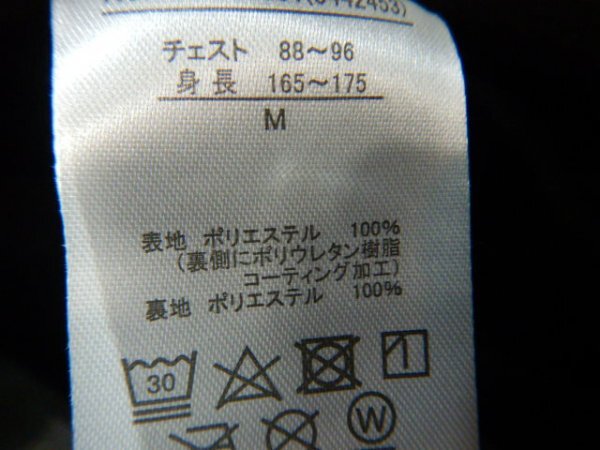 チェスト 88～96
身長 165～175
M
表地 ポリエステル 100%
(裏側にポリウレタン樹脂
コーティング加工)
裏地 ポリエステル 100%
30
W